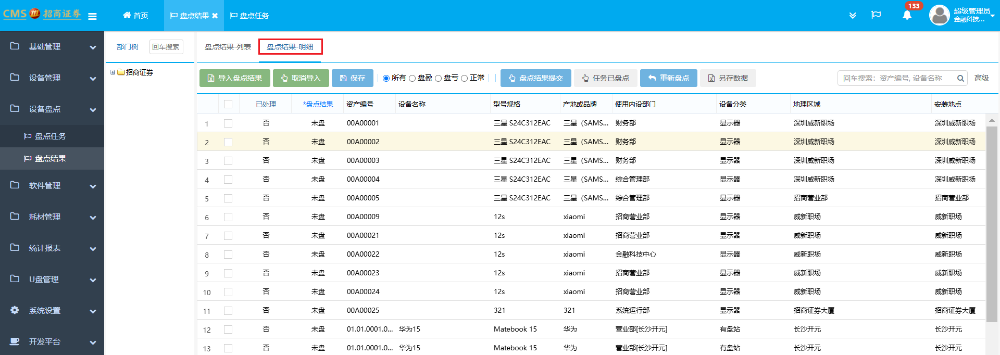 CMS 招商证券
首页
盘点结果
盘点任务
133
超级管理员
金融科技...
基础管理
设备管理
设备盘点
盘点任务
盘点结果
软件管理
耗材管理
统计报表
U盘管理
系统设置
开发平台
部门树 回车搜索
招商证券
盘点结果-列表 盘点结果-明细
导入盘点结果 取消导入 保存 所有 盘盈 盘亏 正常 盘点结果提交 任务已盘点 重新盘点 另存数据 回车搜索：资产编号, 设备名称 高级
已处理 *盘点结果 资产编号 设备名称 型号规格 产地或品牌 使用内设部门 设备分类 地理区域 安装地点
1 否 未盘 00A00001 三星 S24C312EAC 三星（SAMS... 财务部 显示器 深圳威新职场 深圳威新职场
2 否 未盘 00A00002 三星 S24C312EAC 三星（SAMS... 财务部 显示器 深圳威新职场 深圳威新职场
3 否 未盘 00A00003 三星 S24C312EAC 三星（SAMS... 财务部 显示器 深圳威新职场 深圳威新职场
4 否 未盘 00A00004 三星 S24C312EAC 三星（SAMS... 综合管理部 显示器 深圳威新职场 深圳威新职场
5 否 未盘 00A00005 三星 S24C312EAC 三星（SAMS... 综合管理部 显示器 招商营业部 招商营业部
6 否 未盘 00A00009 12s xiaomi 招商营业部 显示器 威新职场 威新职场
7 否 未盘 00A00021 12s xiaomi 招商营业部 显示器 威新职场 威新职场
8 否 未盘 00A00022 12s xiaomi 金融科技中心 显示器 威新职场 威新职场
9 否 未盘 00A00023 12s xiaomi 招商营业部 显示器 威新职场 威新职场
10 否 未盘 00A00024 12s xiaomi 招商营业部 显示器 威新职场 威新职场
11 否 未盘 00A00025 321 321 系统运行部 显示器 招商证券大厦 招商证券大厦
12 否 未盘 01.01.0001.0... 华为15 Matebook 15 华为 营业部[长沙开元] 有盘站 长沙开元 长沙开元
13 否 未盘 01.01.0001.0... 华为15 Matebook 15 华为 营业部[长沙开元] 有盘站 长沙开元 长沙开元